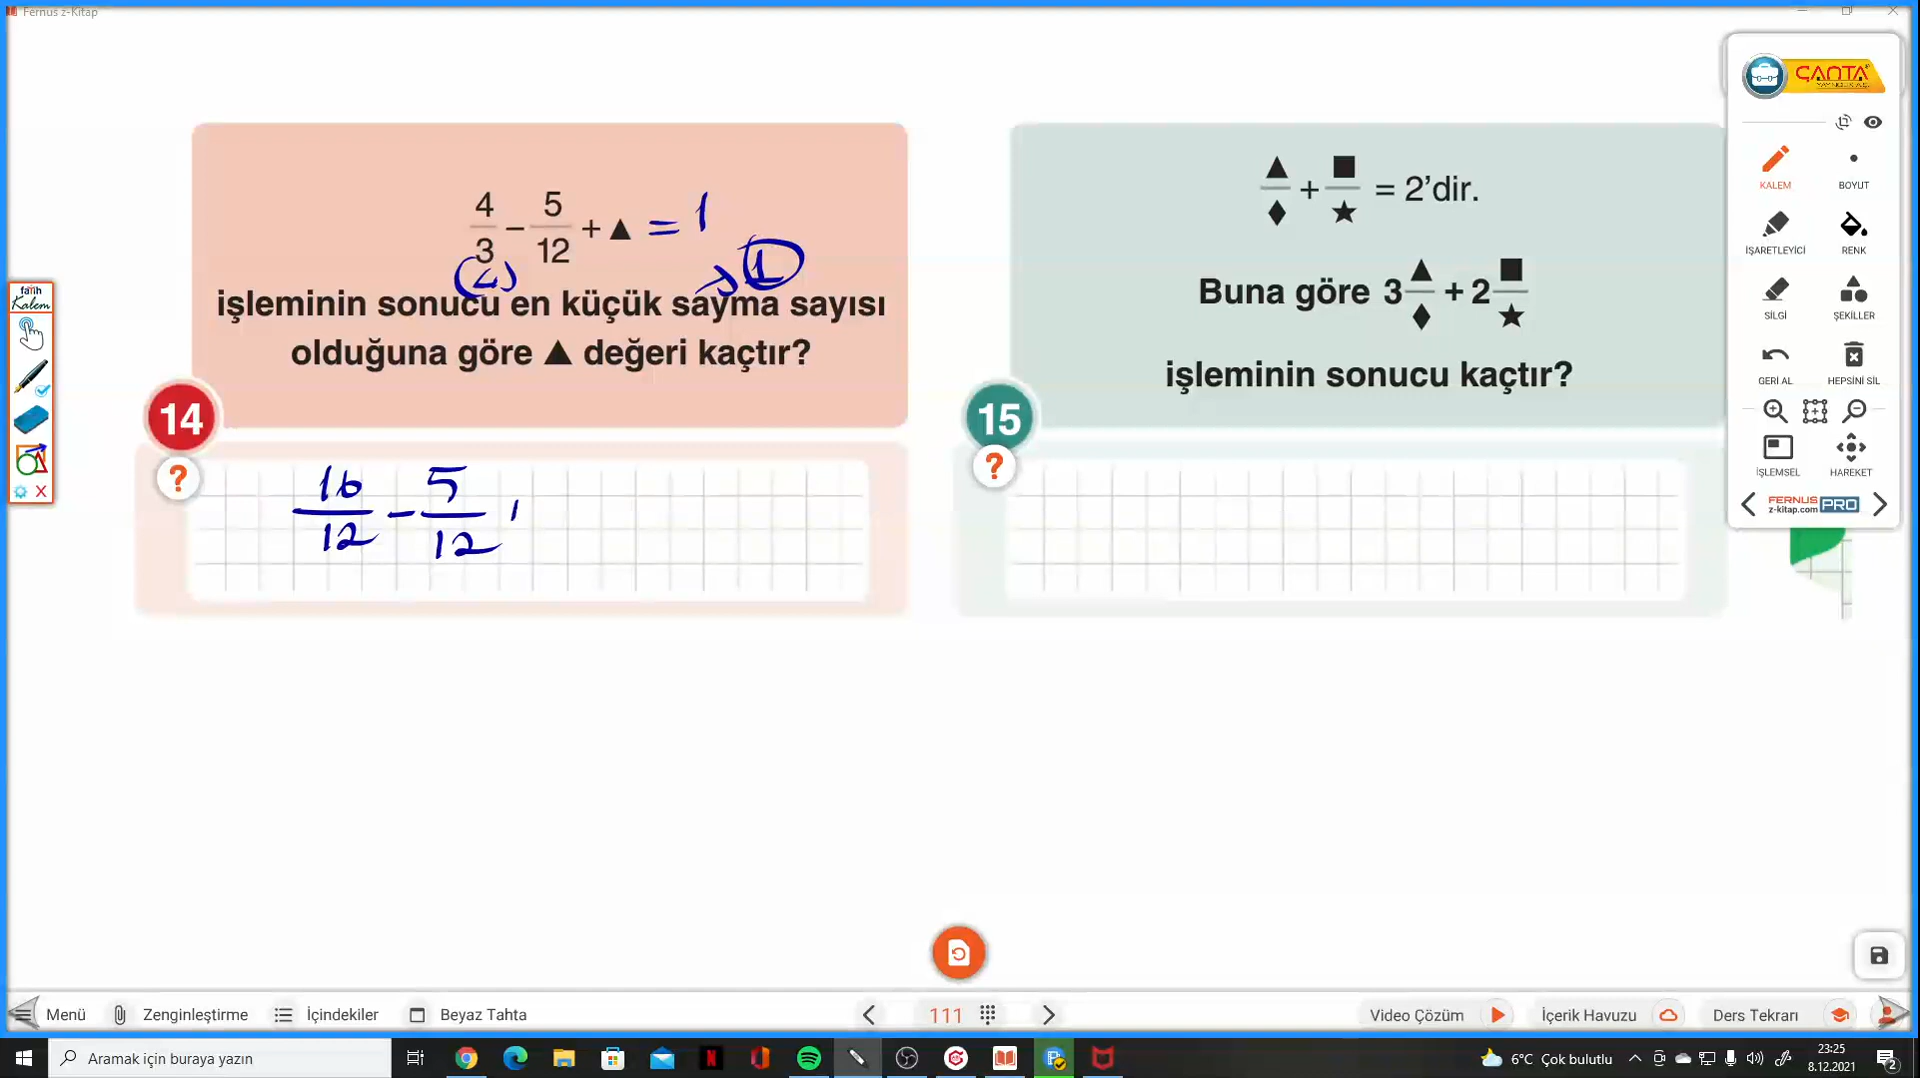 Fernus z-Kitap
4/3 − 5/12 + ▲ = 1
(4)
→ 1
işleminin sonucu en küçük sayma sayısı
olduğuna göre ▲ değeri kaçtır?
14
?
16/12 − 5/12
▲/♦ + ■/★ = 2'dir.
Buna göre 3 ▲/♦ + 2 ■/★
işleminin sonucu kaçtır?
15
?
ÇANTA
KALEM
BOYUT
İŞARETLEYİCİ
RENK
SİLGİ
ŞEKİLLER
GERİ AL
HEPSİNİ SİL
İŞLEMSEL
HAREKET
FERNUS
z-kitap.com PRO
fatih
Kalem
X
Menü
Zenginleştirme
İçindekiler
Beyaz Tahta
111
Video Çözüm
İçerik Havuzu
Ders Tekrarı
Aramak için buraya yazın
6°C Çok bulutlu
23:25
8.12.2021
2